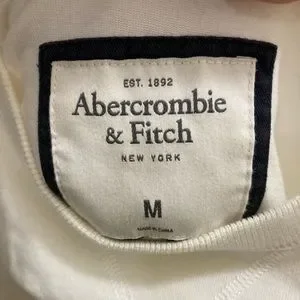 EST. 1892
Abercrombie
& Fitch
NEW YORK
M
MADE IN CHINA